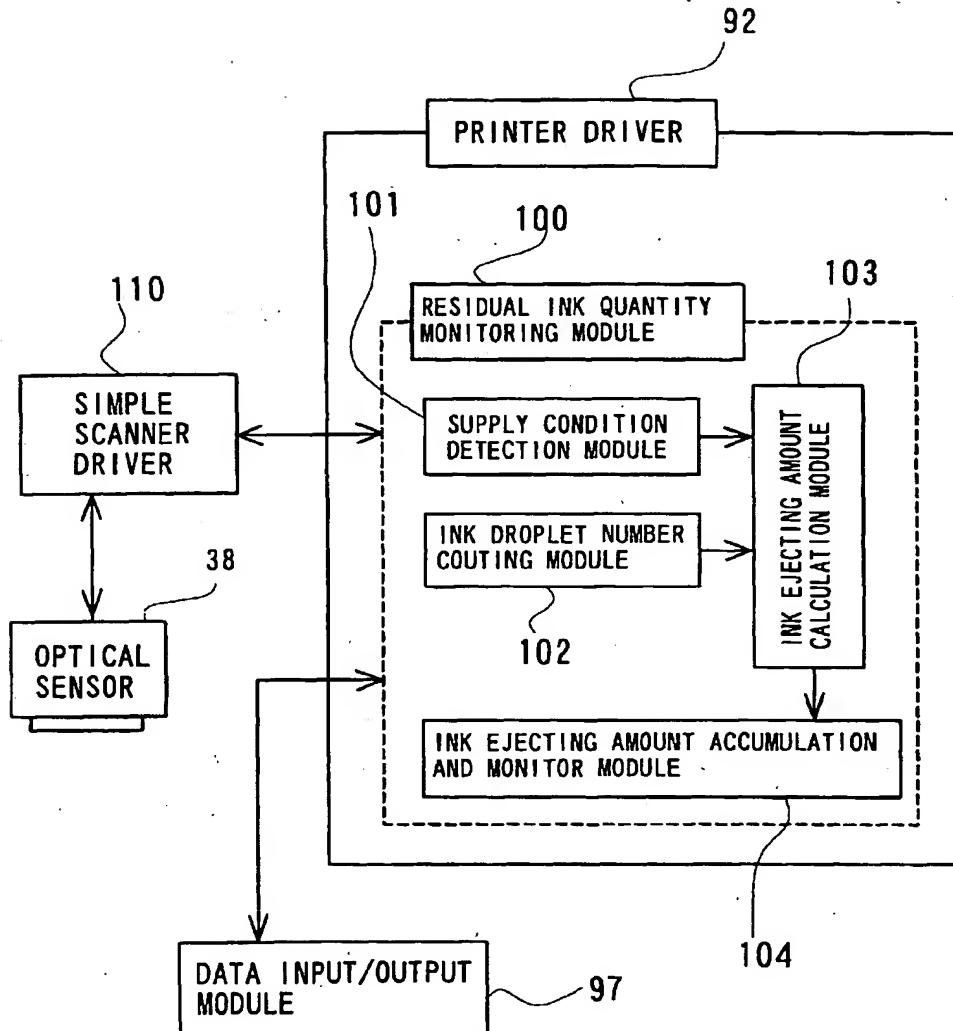 92
PRINTER DRIVER
101
100
103
110
RESIDUAL INK QUANTITY
MONITORING MODULE
SIMPLE
SCANNER
DRIVER
SUPPLY CONDITION
DETECTION MODULE
INK EJECTING AMOUNT
CALCULATION MODULE
INK DROPLET NUMBER
COUTING MODULE
38
102
OPTICAL
SENSOR
INK EJECTING AMOUNT ACCUMULATION
AND MONITOR MODULE
104
DATA INPUT/OUTPUT
MODULE
97